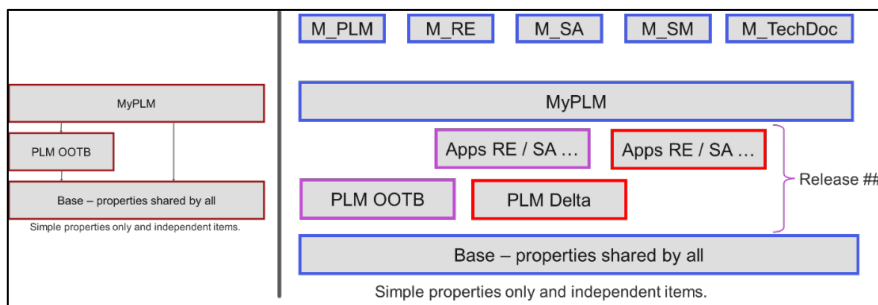 MyPLM
PLM OOTB
Base – properties shared by all
Simple properties only and independent items.
M_PLM M_RE M_SA M_SM M_TechDoc
MyPLM
Apps RE / SA ... Apps RE / SA ...
Release ##
PLM OOTB PLM Delta
Base – properties shared by all
Simple properties only and independent items.